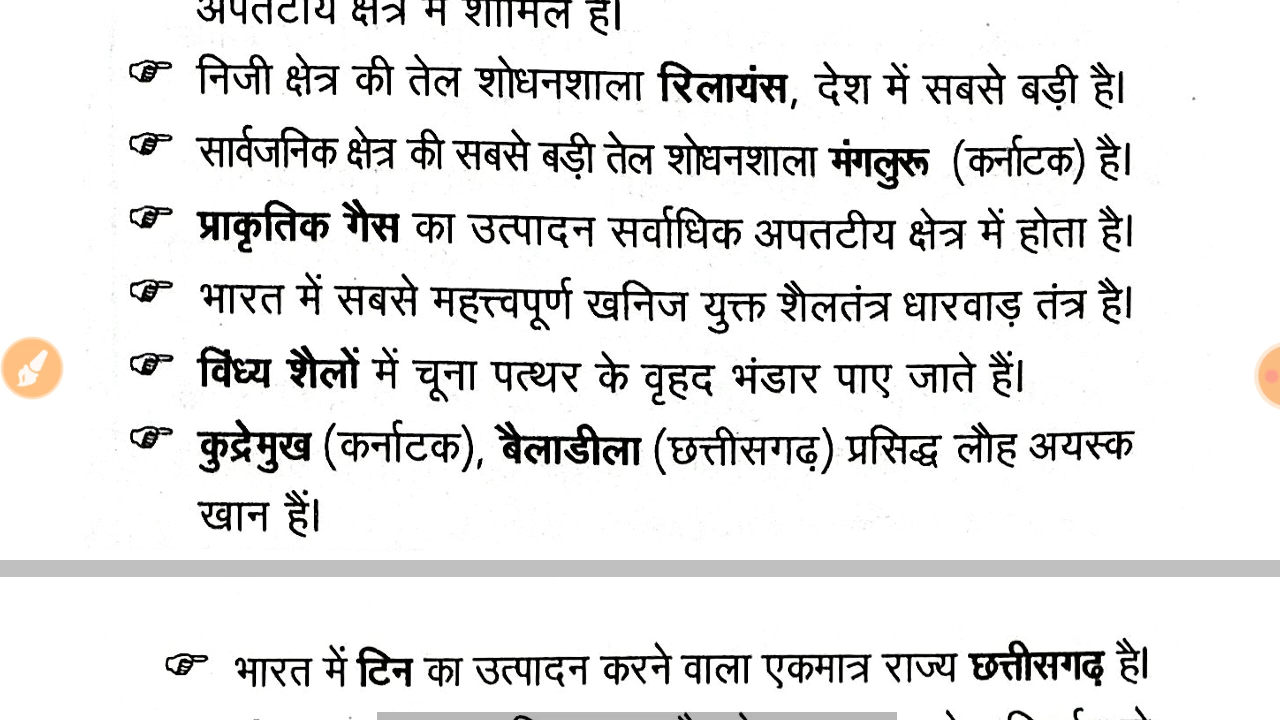 अपतटीय क्षेत्र में शामिल है।
☞ निजी क्षेत्र की तेल शोधनशाला रिलायंस, देश में सबसे बड़ी है।
☞ सार्वजनिक क्षेत्र की सबसे बड़ी तेल शोधनशाला मंगलुरू (कर्नाटक) है।
☞ प्राकृतिक गैस का उत्पादन सर्वाधिक अपतटीय क्षेत्र में होता है।
☞ भारत में सबसे महत्त्वपूर्ण खनिज युक्त शैलतंत्र धारवाड़ तंत्र है।
☞ विंध्य शैलों में चूना पत्थर के वृहद भंडार पाए जाते हैं।
☞ कुद्रेमुख (कर्नाटक), बैलाडीला (छत्तीसगढ़) प्रसिद्ध लौह अयस्क
खान हैं।
☞ भारत में टिन का उत्पादन करने वाला एकमात्र राज्य छत्तीसगढ़ है।